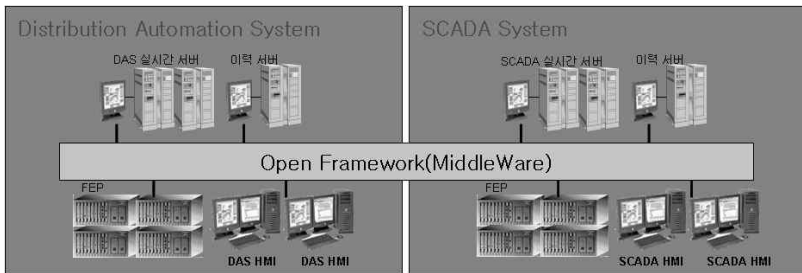 Distribution Automation System
DAS 실시간 서버
이력 서버
SCADA System
SCADA 실시간 서버
이력 서버
Open Framework(MiddleWare)
FEP
DAS HMI
DAS HMI
FEP
SCADA HMI
SCADA HMI